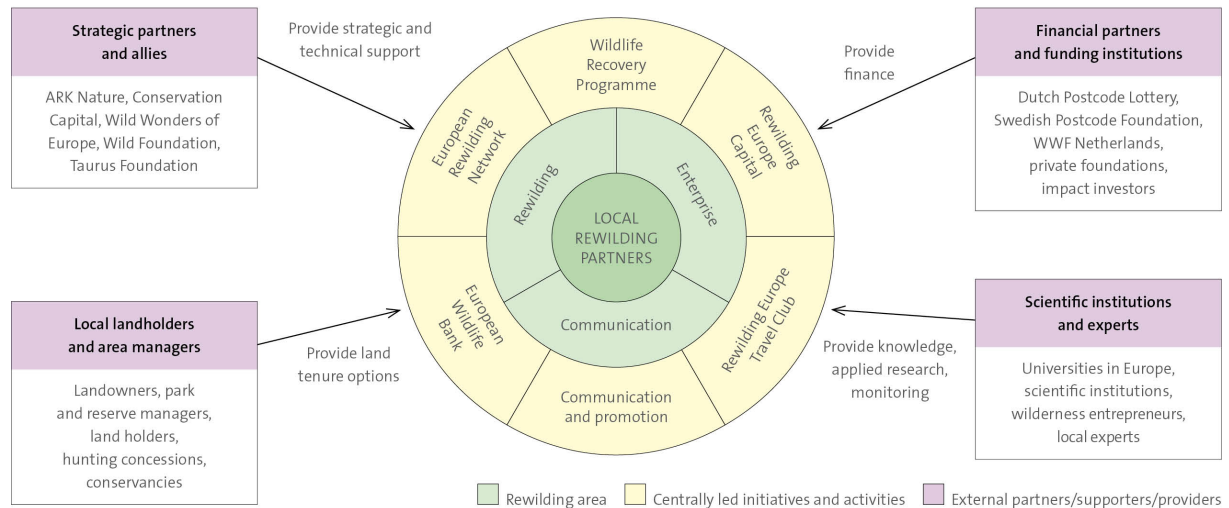 Strategic partners
and allies
ARK Nature, Conservation
Capital, Wild Wonders of
Europe, Wild Foundation,
Taurus Foundation
Provide strategic and
technical support
Local landholders
and area managers
Landowners, park
and reserve managers,
land holders,
hunting concessions,
conservancies
Provide land
tenure options
Wildlife
Recovery
Programme
European
Rewilding
Network
Rewilding
Europe
Capital
Rewilding
Enterprise
LOCAL
REWILDING
PARTNERS
Communication
European
Wildlife
Bank
Rewilding Europe
Travel Club
Communication
and promotion
Provide
finance
Financial partners
and funding institutions
Dutch Postcode Lottery,
Swedish Postcode Foundation,
WWF Netherlands,
private foundations,
impact investors
Provide knowledge,
applied research,
monitoring
Scientific institutions
and experts
Universities in Europe,
scientific institutions,
wilderness entrepreneurs,
local experts
Rewilding area
Centrally led initiatives and activities
External partners/supporters/providers